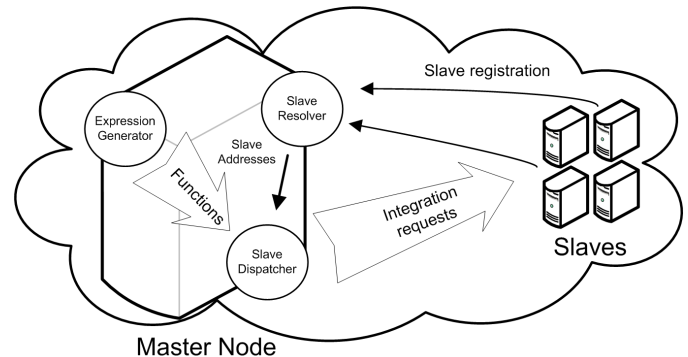 Slave registration
Expression
Generator
Slave
Resolver
Slave
Addresses
Functions
Integration
requests
Slave
Dispatcher
Slaves
Master Node